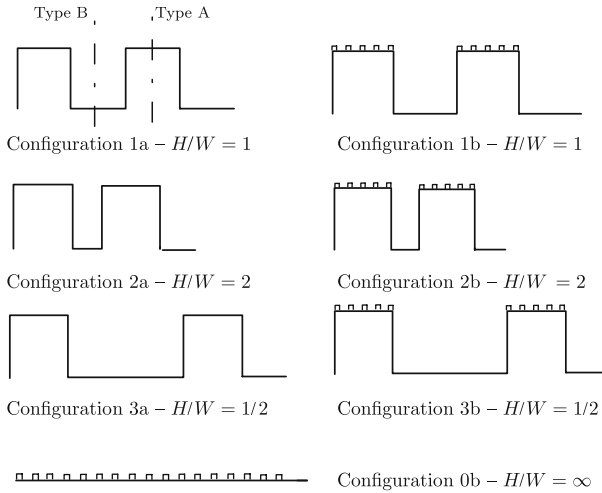 Type B Type A
Configuration 1a – H/W = 1
Configuration 1b – H/W = 1
Configuration 2a – H/W = 2
Configuration 2b – H/W = 2
Configuration 3a – H/W = 1/2
Configuration 3b – H/W = 1/2
Configuration 0b – H/W = ∞